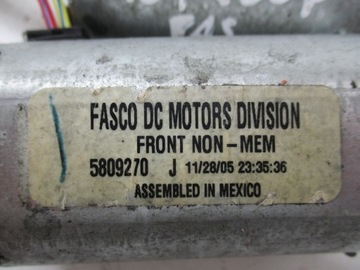 FASCO DC MOTORS DIVISION
FRONT NON-MEM
5809270 J 11/28/05 23:35:36
ASSEMBLED IN MEXICO